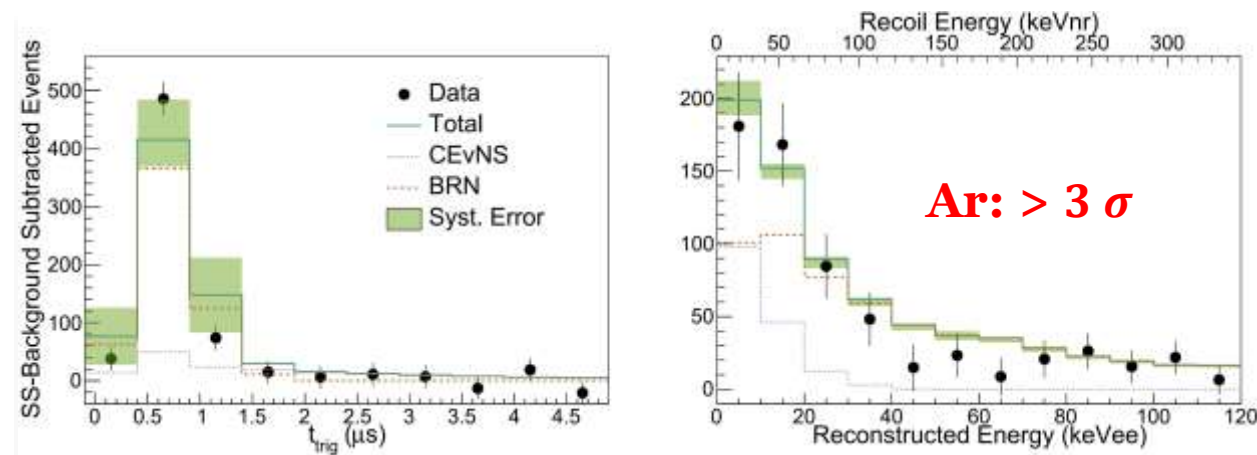 SS-Background Subtracted Events
500
400
300
200
100
0
0 0.5 1 1.5 2 2.5 3 3.5 4 4.5
t_trig (μs)
Data
Total
CEvNS
BRN
Syst. Error
Recoil Energy (keVnr)
0 50 100 150 200 250 300
200
150
100
50
0
Ar: > 3 σ
0 20 40 60 80 100 120
Reconstructed Energy (keVee)